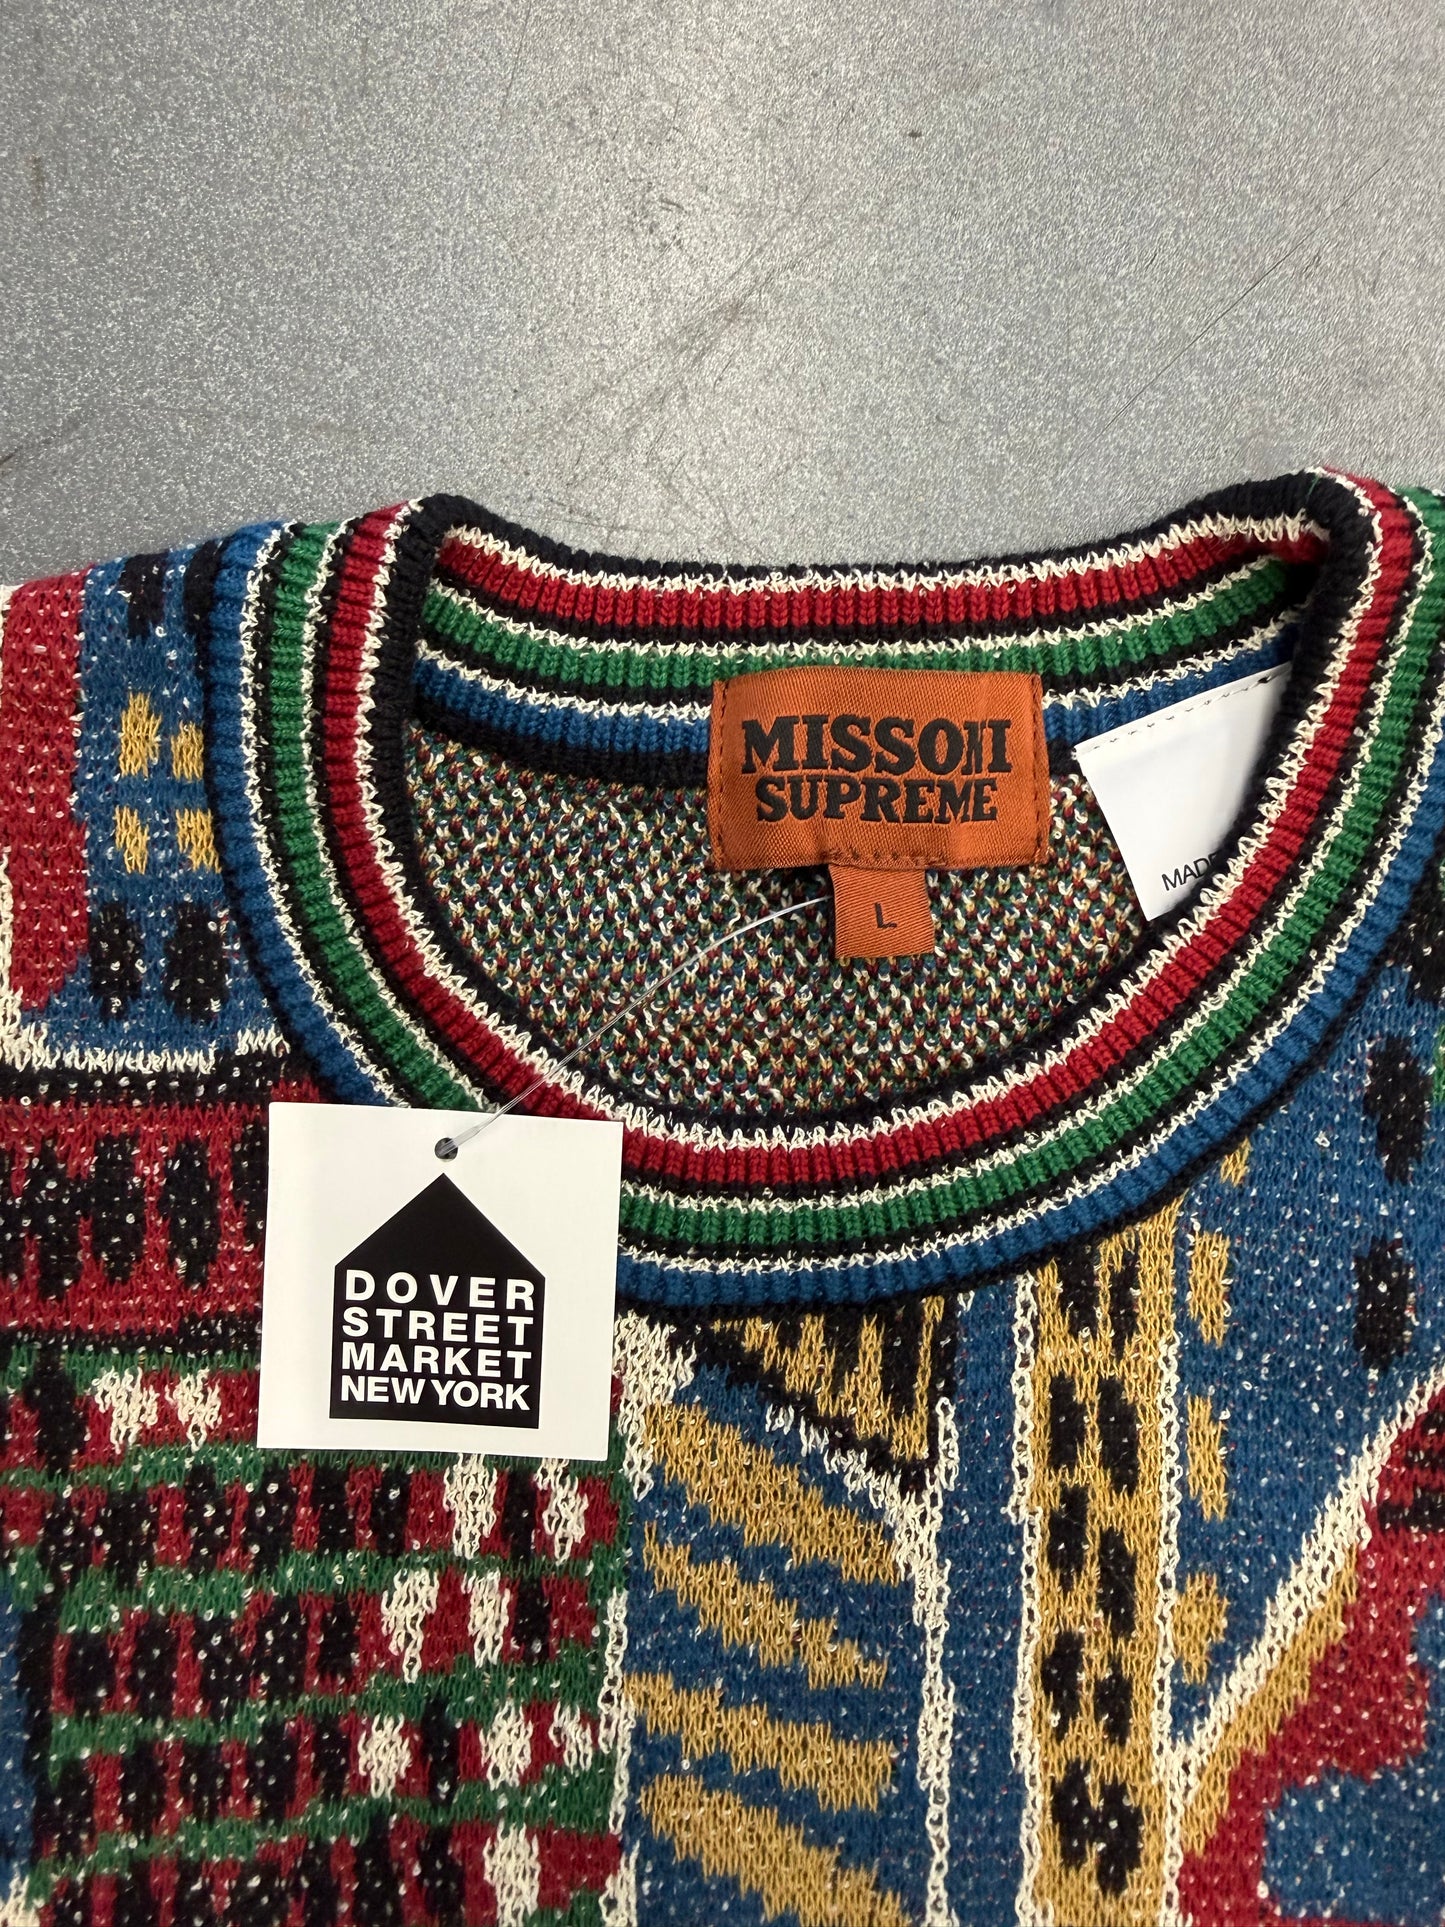 MISSONI
SUPREME
L
MADE
DOVER
STREET
MARKET
NEW YORK